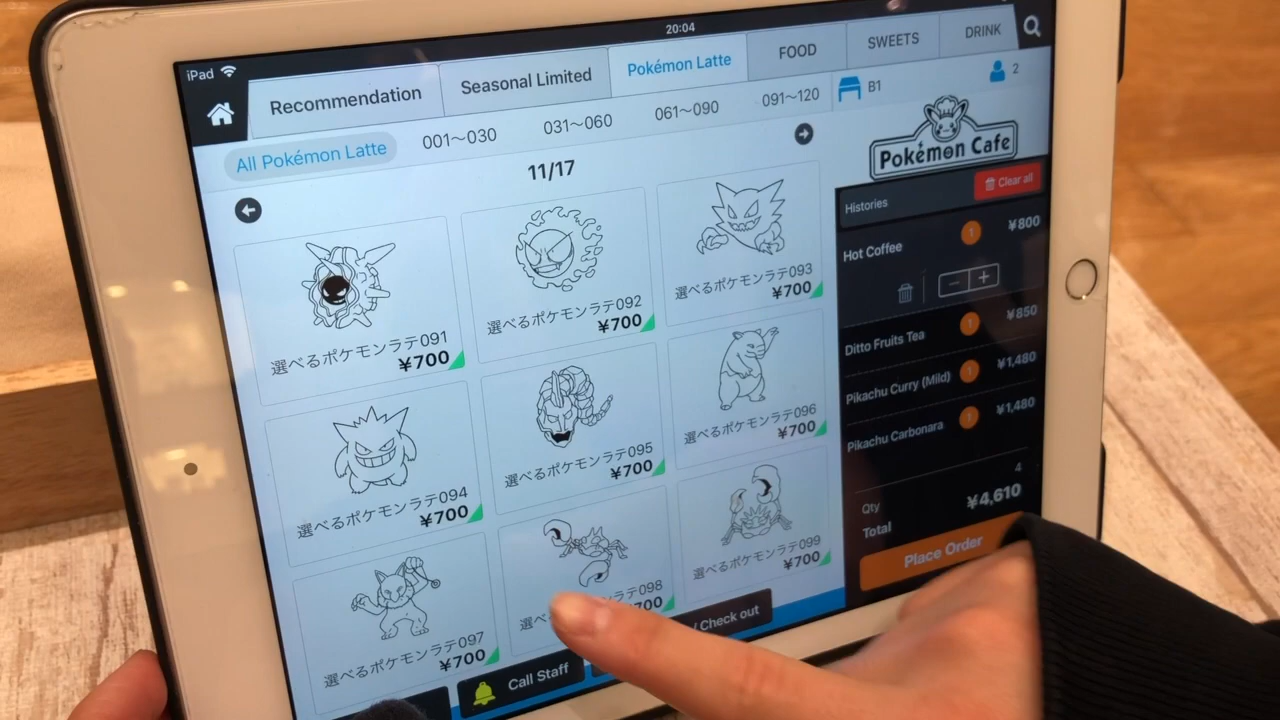 iPad
20:04
Recommendation
Seasonal Limited
Pokémon Latte
FOOD
SWEETS
DRINK
All Pokémon Latte
001～030
031～060
061～090
091～120
B1
2
11/17
Pokémon Cafe
選べるポケモンラテ091
¥700
選べるポケモンラテ092
¥700
選べるポケモンラテ093
¥700
選べるポケモンラテ094
¥700
選べるポケモンラテ095
¥700
選べるポケモンラテ096
¥700
選べるポケモンラテ097
¥700
選べ ラテ098
700
選べるポケモンラテ099
¥700
Histories
Clear all
Hot Coffee 1 ¥800
− +
Ditto Fruits Tea 1 ¥850
Pikachu Curry (Mild) 1 ¥1,480
Pikachu Carbonara 1 ¥1,480
Qty 4
Total ¥4,610
Place Order
Call Staff
/ Check out